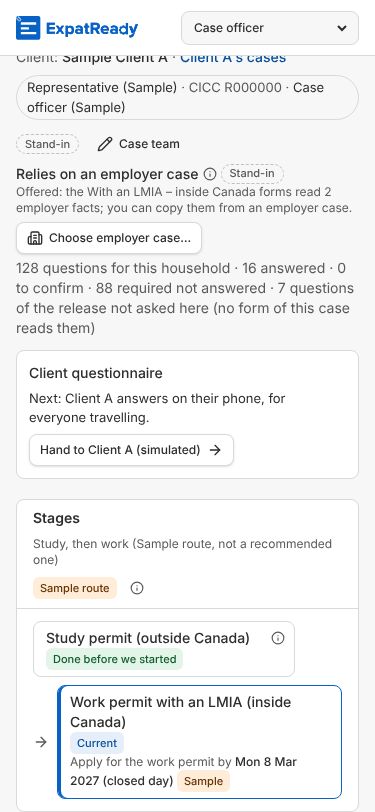 ExpatReady
Case officer
Client: Sample Client A · Client A's cases
Representative (Sample) · CICC R000000 · Case
officer (Sample)
Stand-in
Case team
Relies on an employer case
Stand-in
Offered: the With an LMIA – inside Canada forms read 2
employer facts; you can copy them from an employer case.
Choose employer case...
128 questions for this household · 16 answered · 0
to confirm · 88 required not answered · 7 questions
of the release not asked here (no form of this case
reads them)
Client questionnaire
Next: Client A answers on their phone, for
everyone travelling.
Hand to Client A (simulated)
Stages
Study, then work (Sample route, not a recommended
one)
Sample route
Study permit (outside Canada)
Done before we started
Work permit with an LMIA (inside
Canada)
Current
Apply for the work permit by Mon 8 Mar
2027 (closed day) Sample